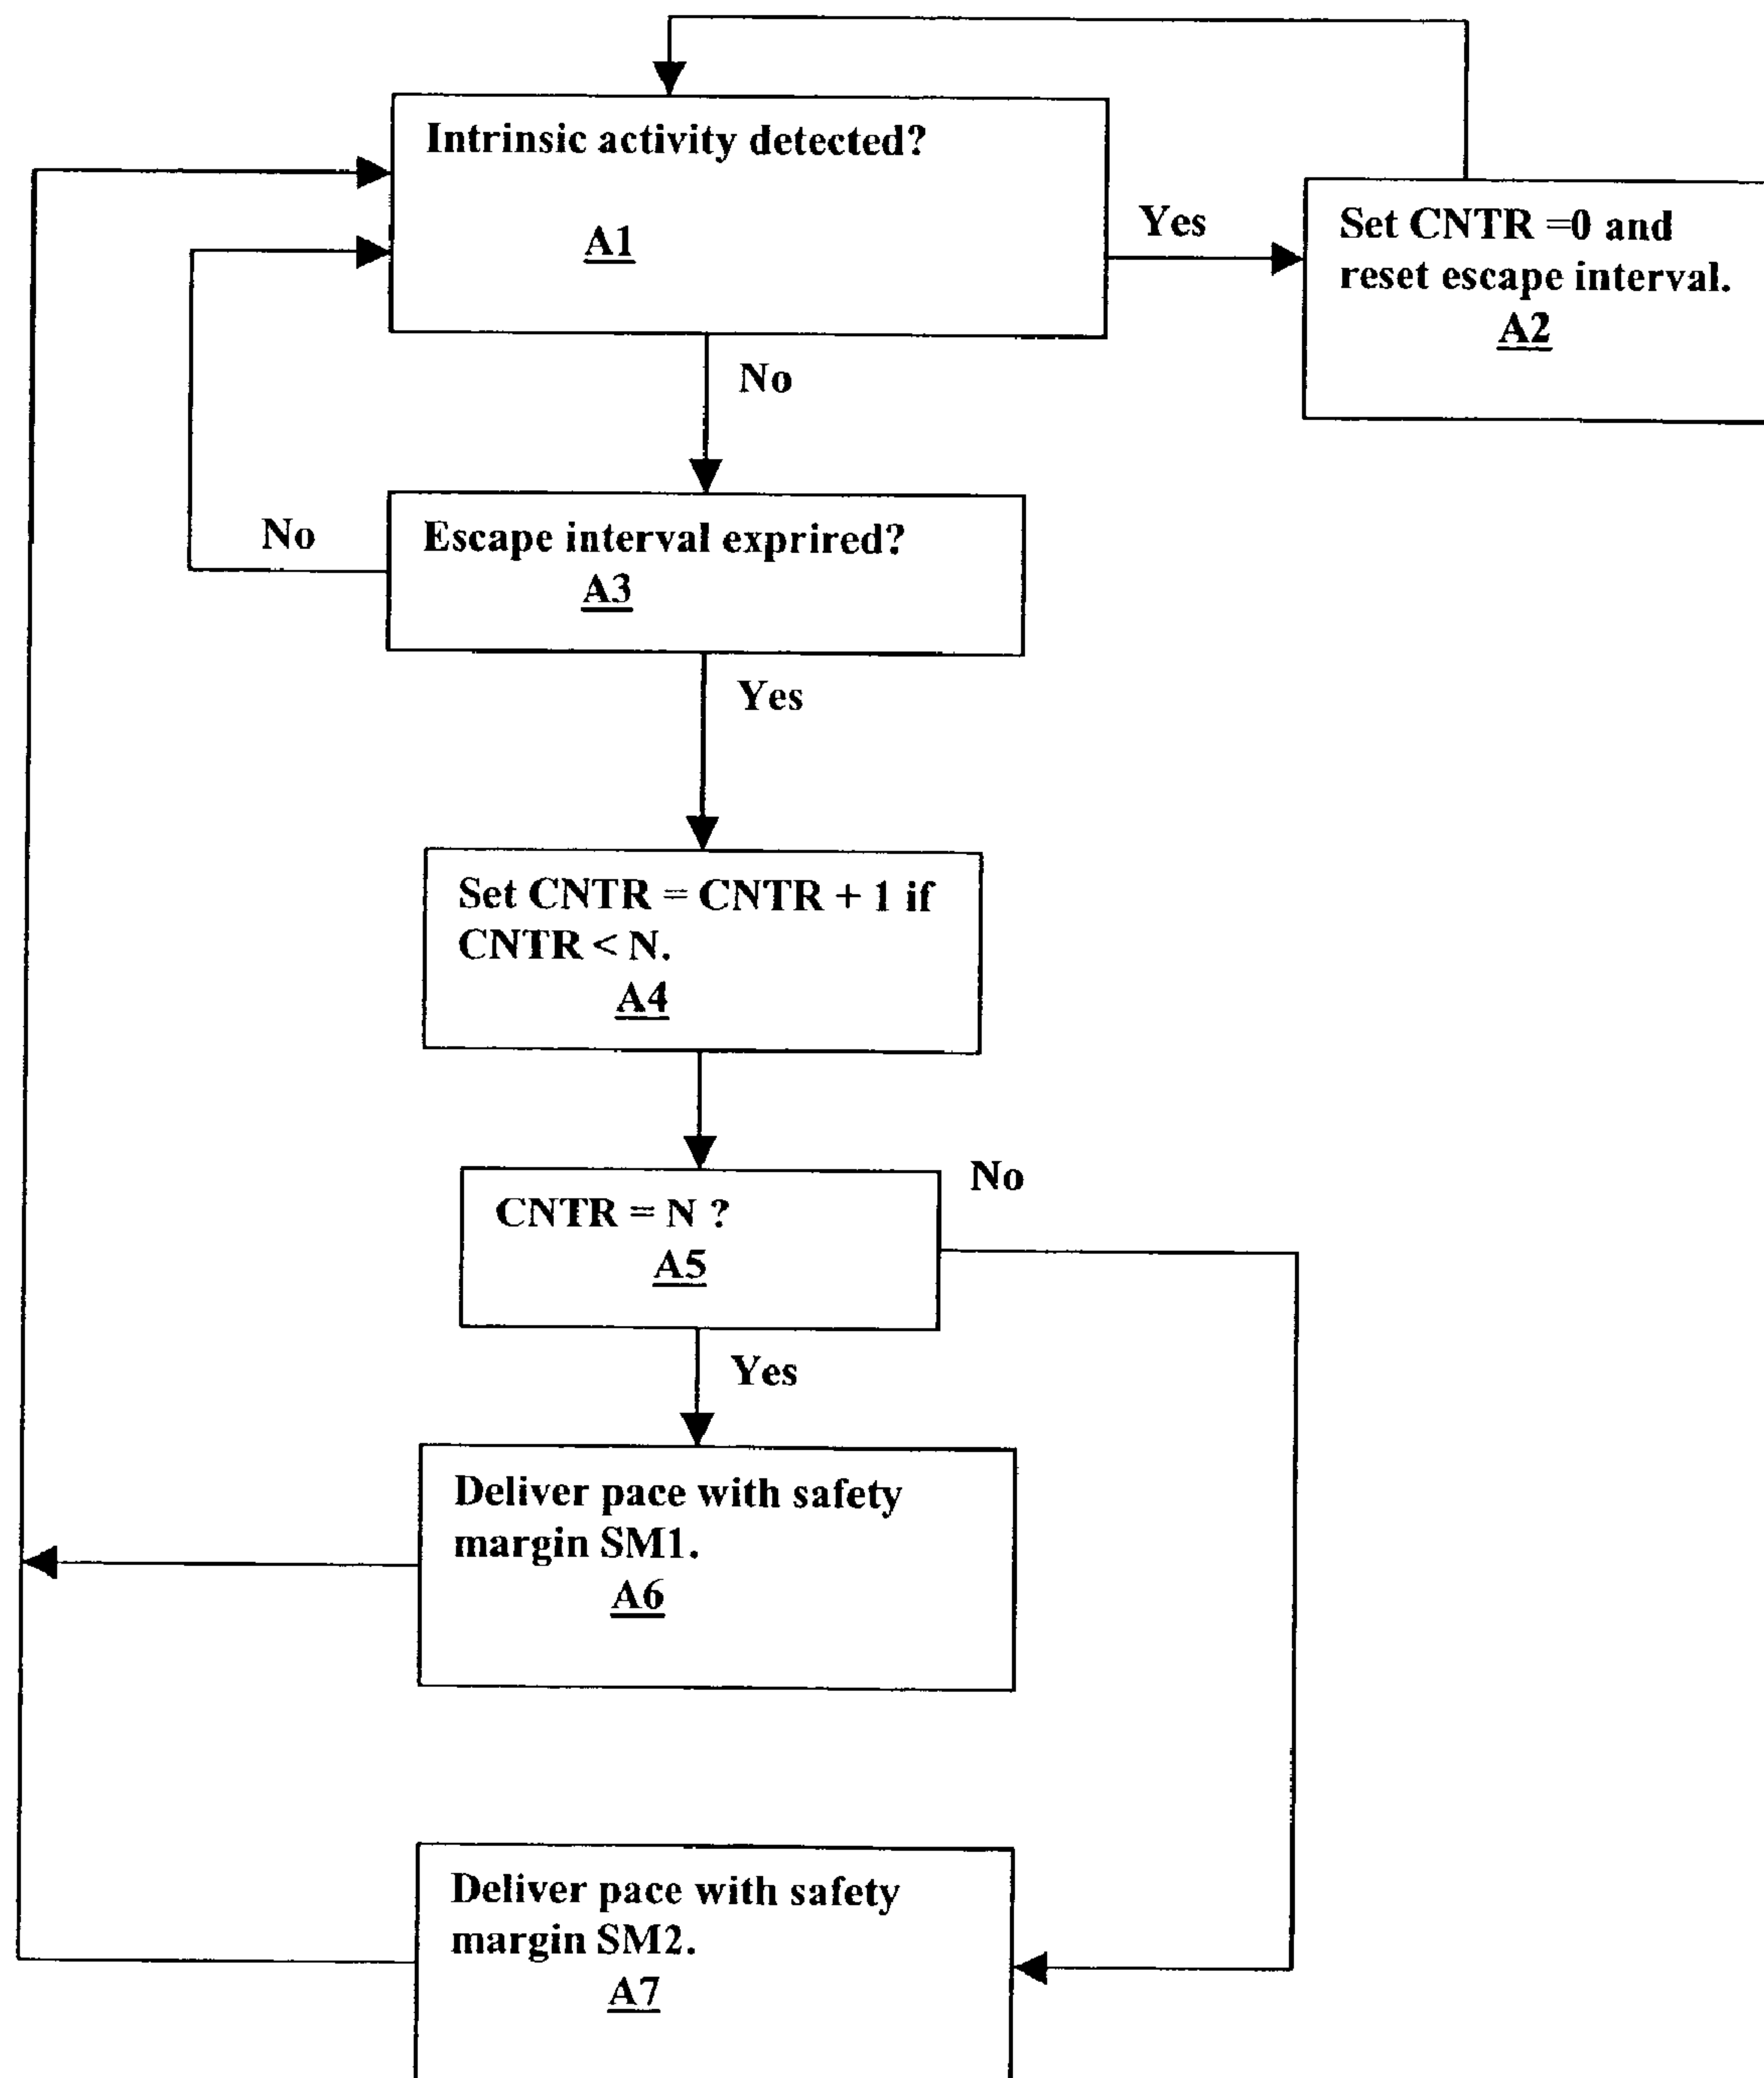 Intrinsic activity detected?
A1
Yes
Set CNTR =0 and
reset escape interval.
A2
No
No
Escape interval exprired?
A3
Yes
Set CNTR = CNTR + 1 if
CNTR < N.
A4
No
CNTR = N ?
A5
Yes
Deliver pace with safety
margin SM1.
A6
Deliver pace with safety
margin SM2.
A7